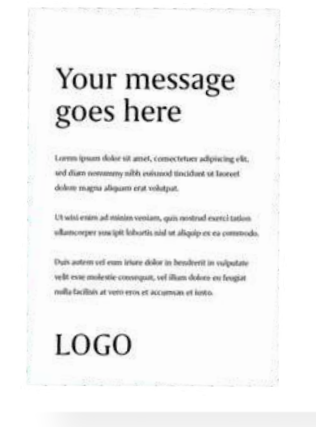 Your message
goes here
Lorem ipsum dolor sit amet, consectetuer adipiscing elit,
sed diam nonummy nibh euismod tincidunt ut laoreet
dolore magna aliquam erat volutpat.
Ut wisi enim ad minim veniam, quis nostrud exerci tation
ullamcorper suscipit lobortis nisl ut aliquip ex ea commodo.
Duis autem vel eum iriure dolor in hendrerit in vulputate
velit esse molestie consequat, vel illum dolore eu feugiat
nulla facilisis at vero eros et accumsan et iusto.
LOGO